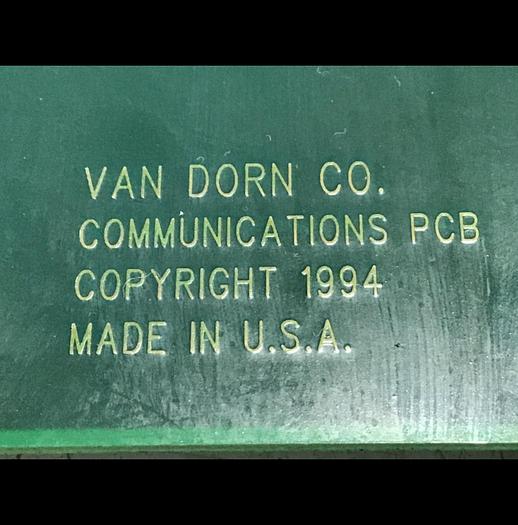 VAN DORN CO.
COMMUNICATIONS PCB
COPYRIGHT 1994
MADE IN U.S.A.